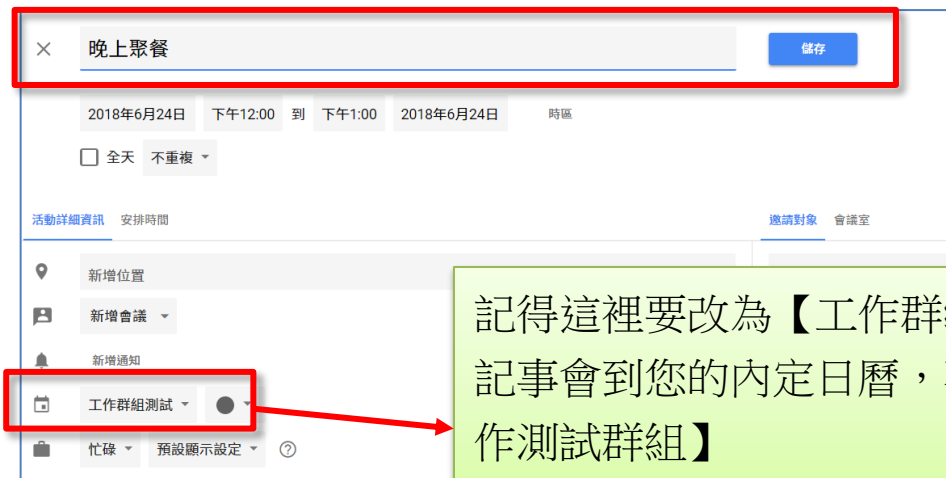 晚上聚餐 儲存
2018年6月24日 下午12:00 到 下午1:00 2018年6月24日 時區
全天 不重複
活動詳細資訊 安排時間 邀請對象 會議室
新增位置
新增會議
新增通知
工作群組測試
忙碌 預設顯示設定
記得這裡要改為【工作群
記事會到您的內定日曆，
作測試群組】